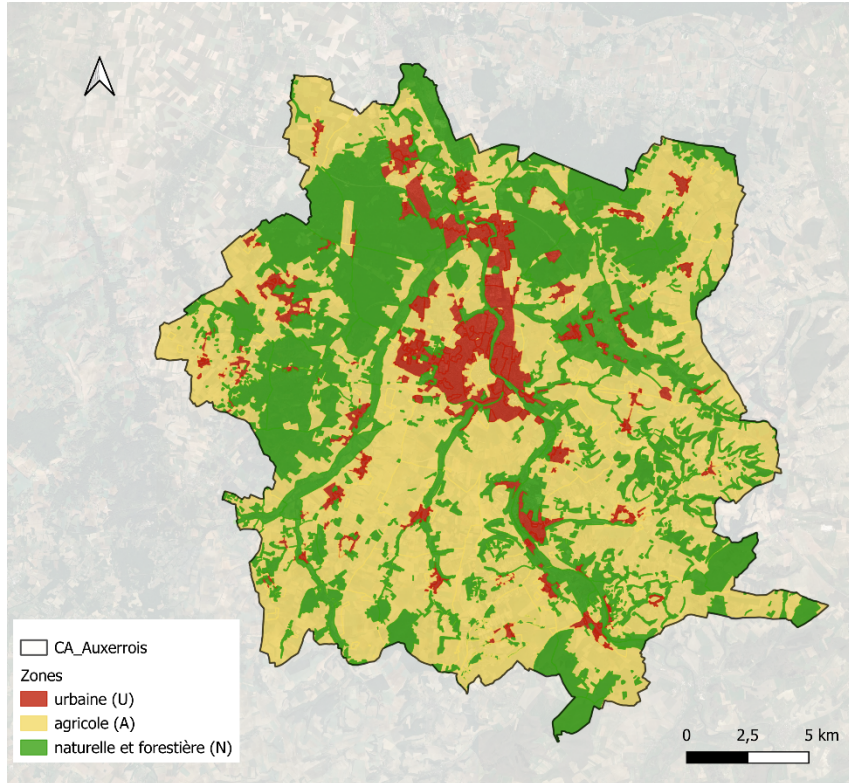 CA_Auxerrois
Zones
urbaine (U)
agricole (A)
naturelle et forestière (N)
0 2,5 5 km